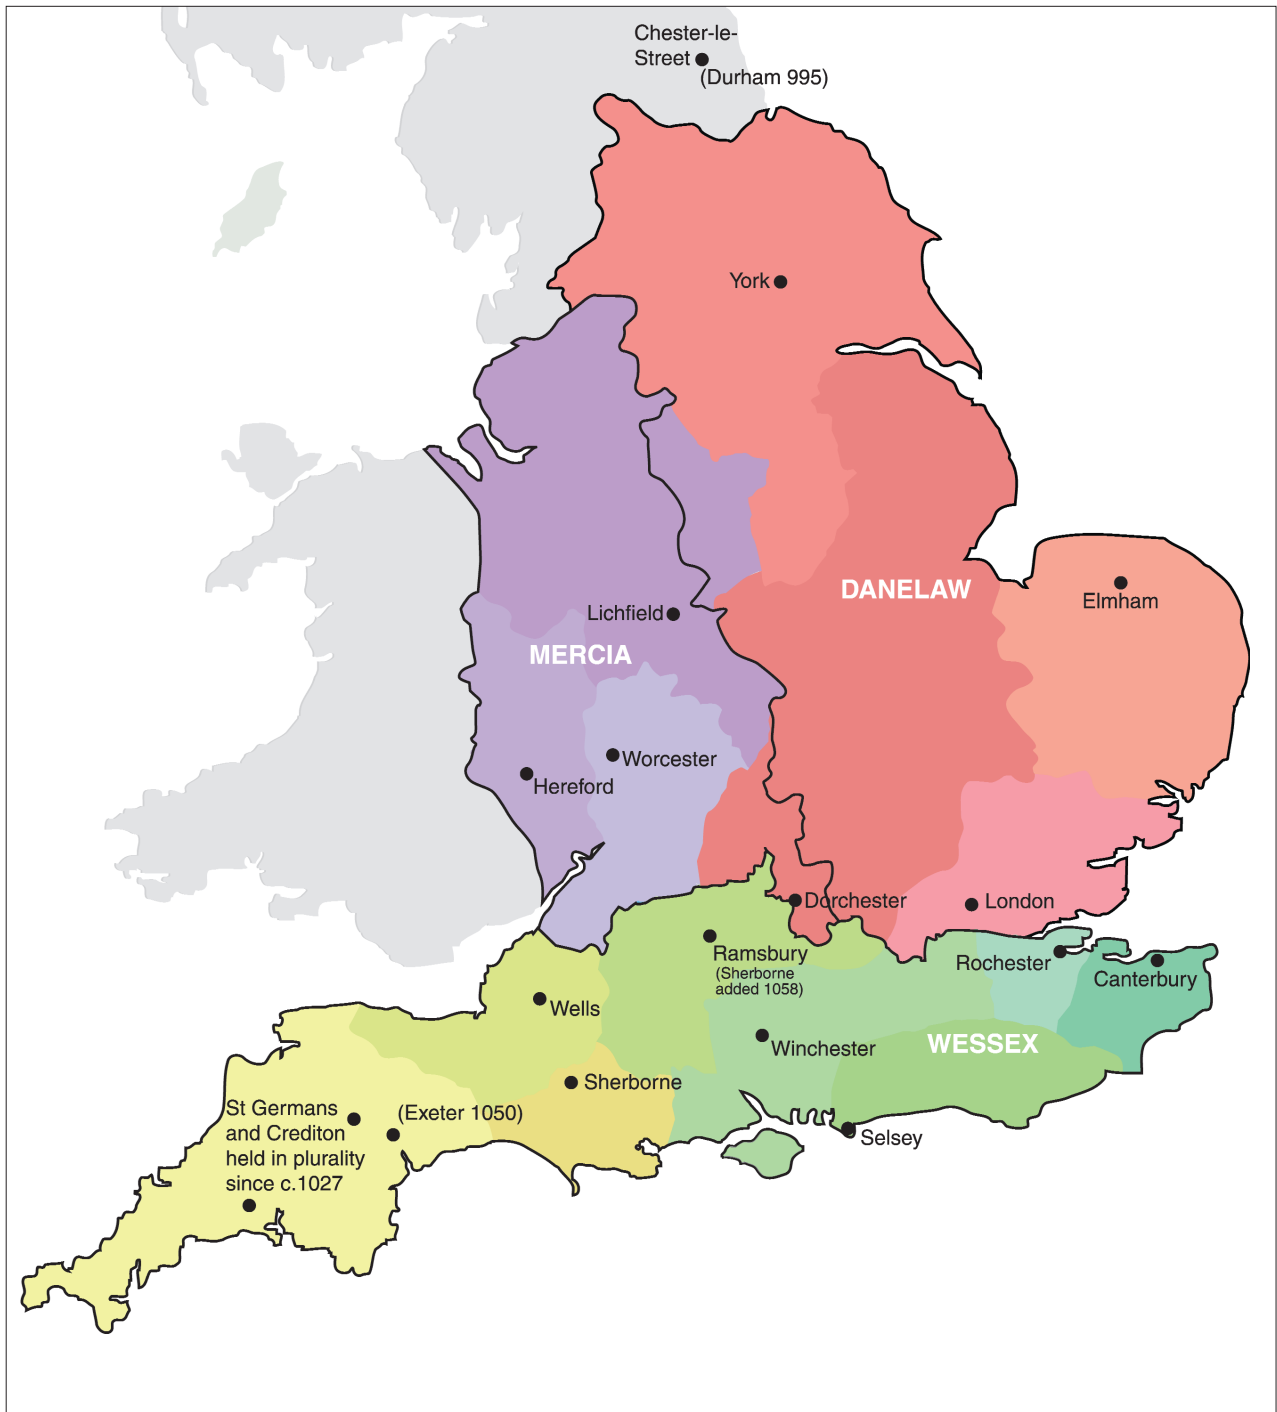 Chester-le-
Street
(Durham 995)
York
DANELAW
Elmham
Lichfield
MERCIA
Worcester
Hereford
Dorchester
London
Ramsbury
(Sherborne
added 1058)
Rochester
Canterbury
Wells
Winchester
WESSEX
Sherborne
St Germans
and Crediton
held in plurality
since c.1027
(Exeter 1050)
Selsey